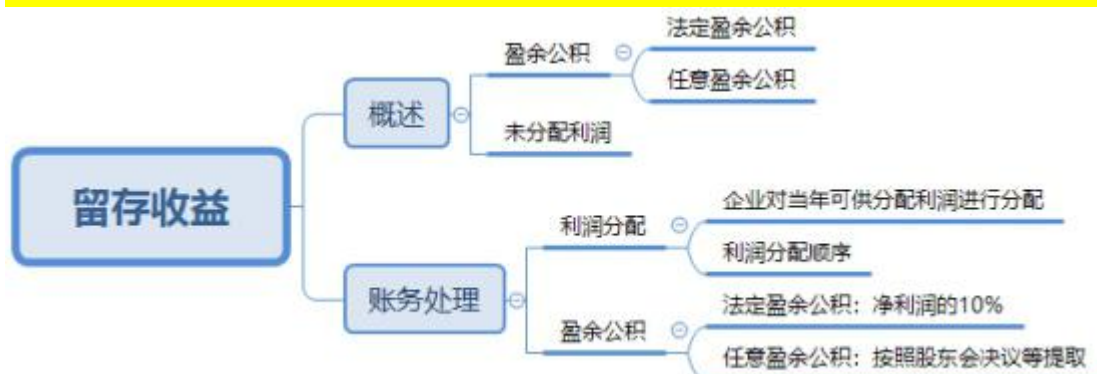 留存收益
概述
盈余公积
法定盈余公积
任意盈余公积
未分配利润
账务处理
利润分配
企业对当年可供分配利润进行分配
利润分配顺序
盈余公积
法定盈余公积：净利润的10%
任意盈余公积：按照股东会决议等提取